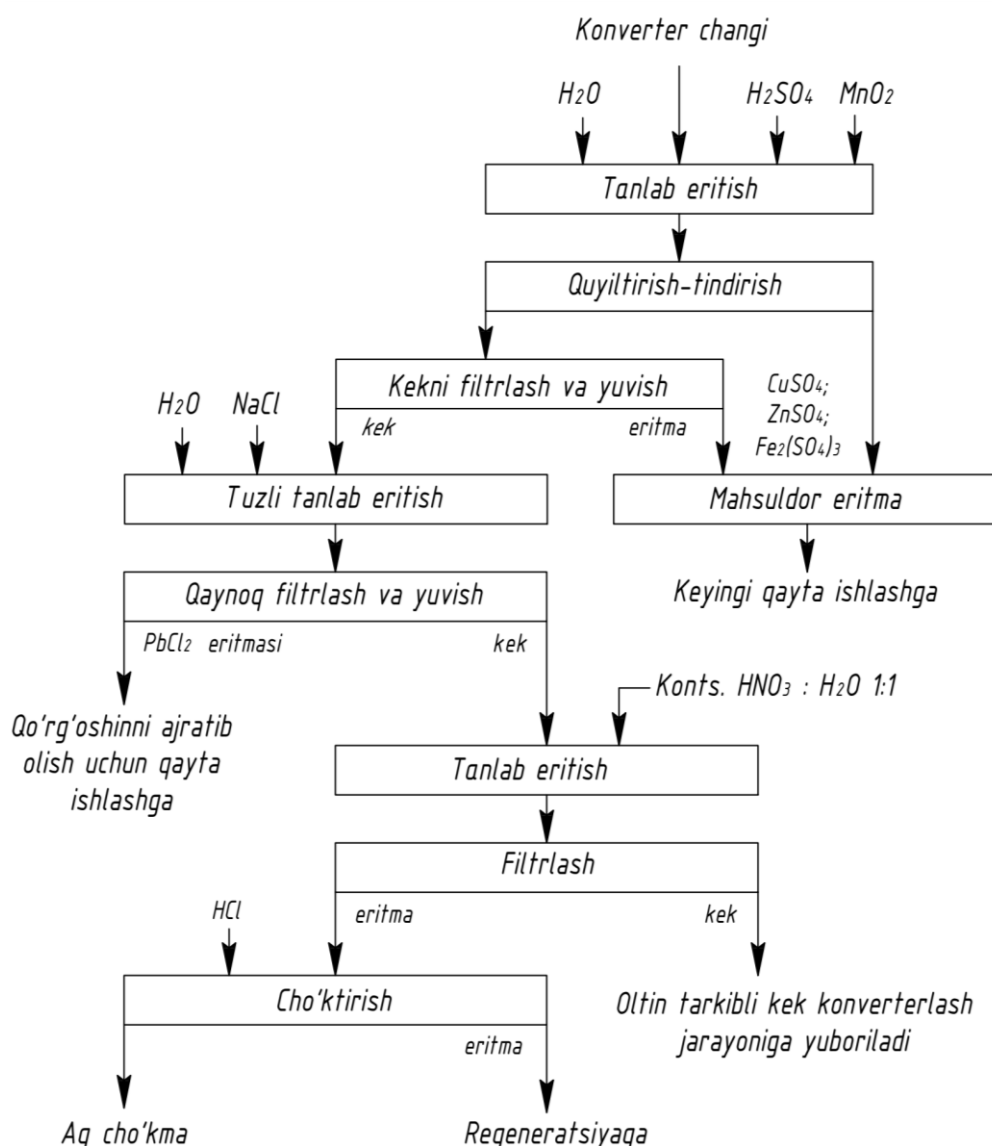 Konverter changi
H2O
H2SO4
MnO2
Tanlab eritish
Quyiltirish-tindirish
Kekni filtrlash va yuvish
CuSO4;
ZnSO4;
Fe2(SO4)3
H2O
NaCl
kek
eritma
Tuzli tanlab eritish
Mahsuldor eritma
Qaynoq filtrlash va yuvish
Keyingi qayta ishlashga
PbCl2 eritmasi
kek
Konts. HNO3 : H2O 1:1
Qo'rg'oshinni ajratib
olish uchun qayta
ishlashga
Tanlab eritish
Filtrlash
HCl
eritma
kek
Cho'ktirish
Oltin tarkibli kek konverterlash
jarayoniga yuboriladi
eritma
Ag cho'kma
Regeneratsiyaga